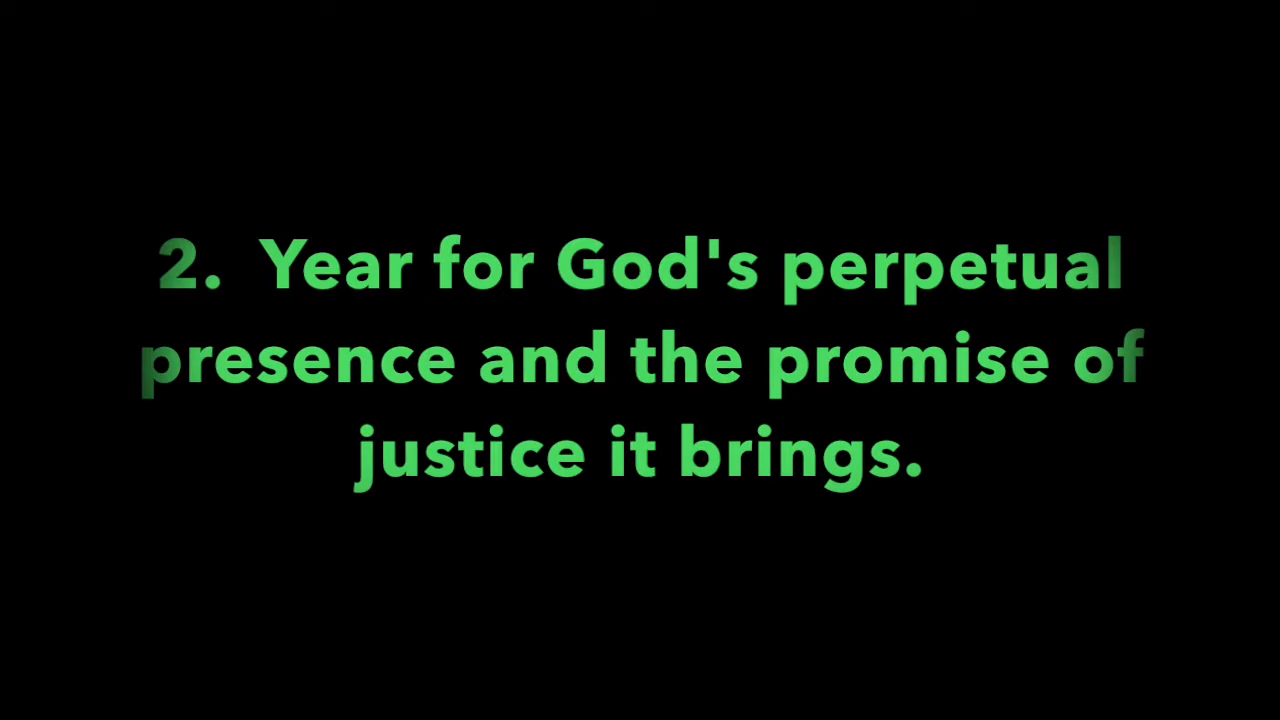 2.  Year for God's perpetual
presence and the promise of
justice it brings.